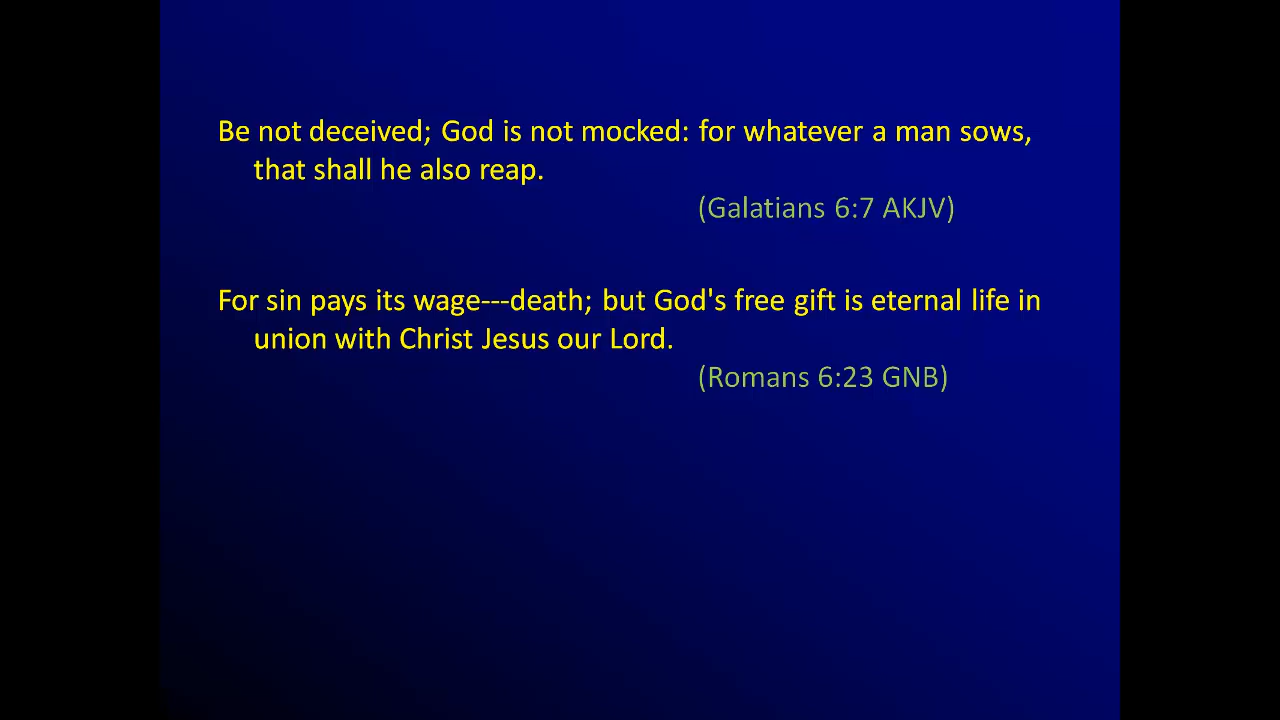 Be not deceived; God is not mocked: for whatever a man sows,
that shall he also reap.
(Galatians 6:7 AKJV)
For sin pays its wage---death; but God's free gift is eternal life in
union with Christ Jesus our Lord.
(Romans 6:23 GNB)